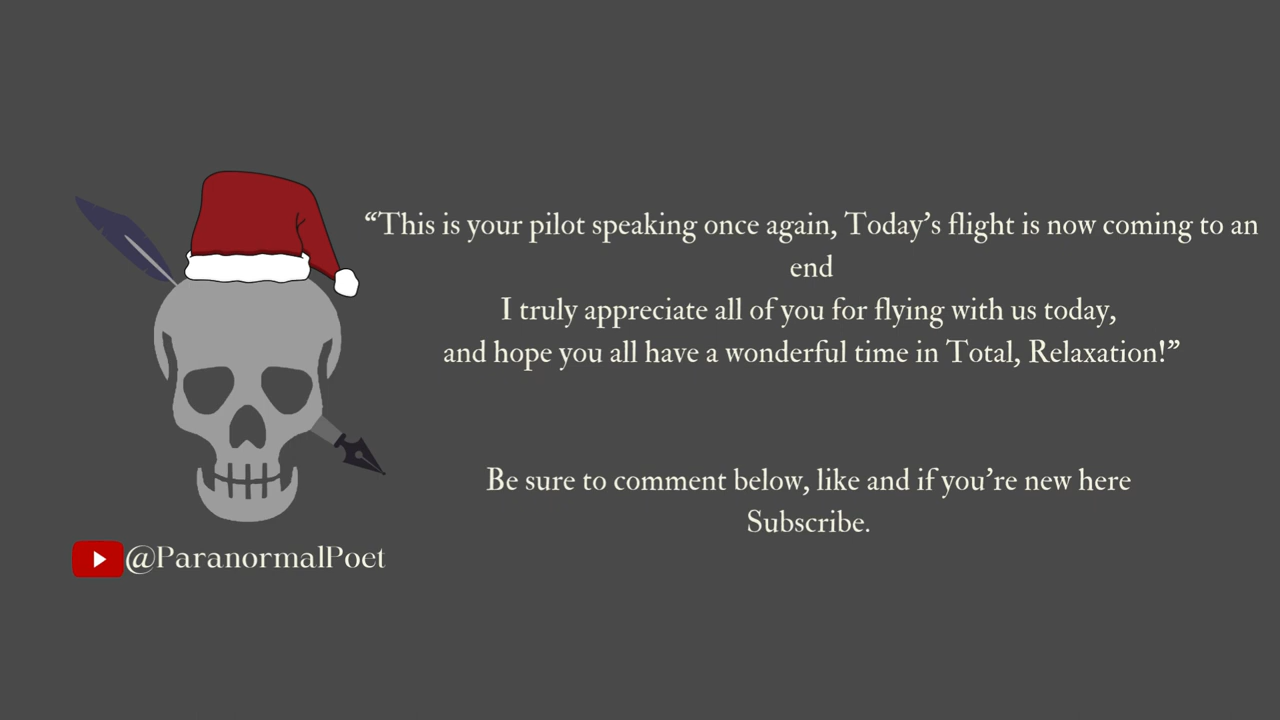 “This is your pilot speaking once again, Today’s flight is now coming to an
end
I truly appreciate all of you for flying with us today,
and hope you all have a wonderful time in Total, Relaxation!”
Be sure to comment below, like and if you’re new here
Subscribe.
@ParanormalPoet